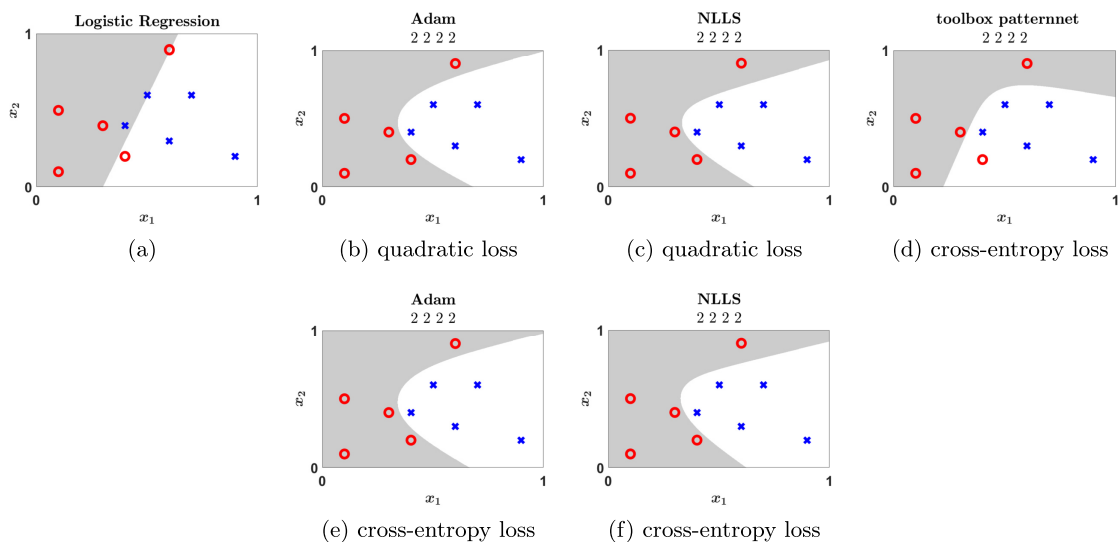 Logistic Regression
1
x₂
0
0
1
x₁
(a)
Adam
2 2 2 2
1
x₂
0
0
1
x₁
(b) quadratic loss
NLLS
2 2 2 2
1
x₂
0
0
1
x₁
(c) quadratic loss
toolbox patternnet
2 2 2 2
1
x₂
0
0
1
x₁
(d) cross-entropy loss
Adam
2 2 2 2
1
x₂
0
0
1
x₁
(e) cross-entropy loss
NLLS
2 2 2 2
1
x₂
0
0
1
x₁
(f) cross-entropy loss